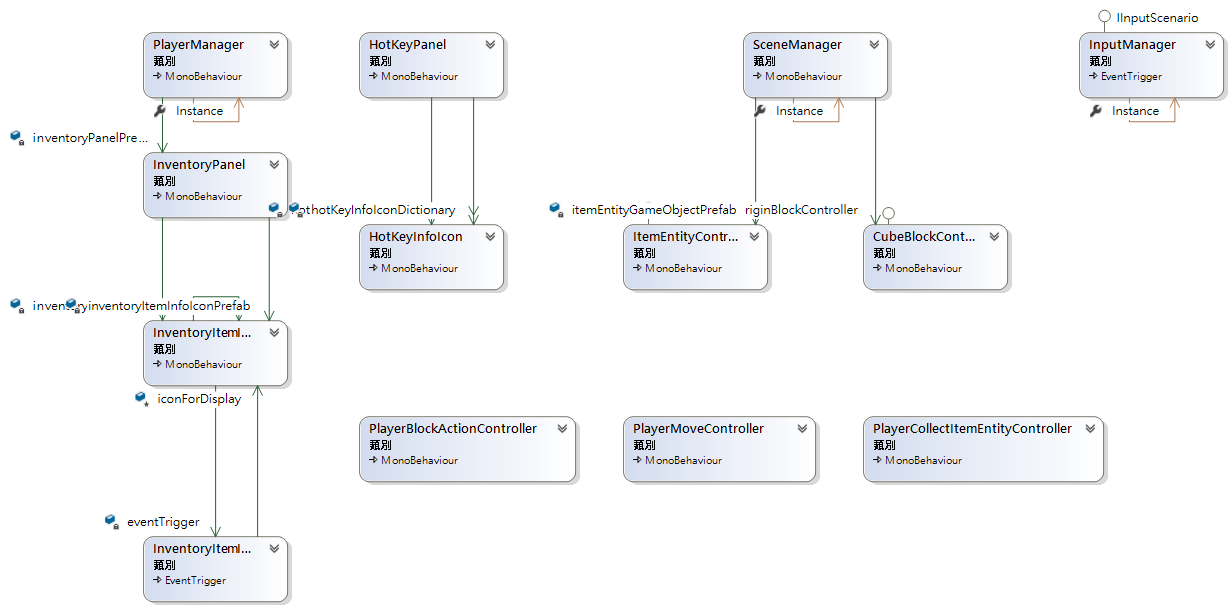 IInputScenario
PlayerManager
類別
MonoBehaviour
HotKeyPanel
類別
MonoBehaviour
SceneManager
類別
MonoBehaviour
InputManager
類別
EventTrigger
Instance
Instance
Instance
inventoryPanelPre...
InventoryPanel
類別
MonoBehaviour
hotKeyInfoIconDictionary
itemEntityGameObjectPrefab
riginBlockController
HotKeyInfoIcon
類別
MonoBehaviour
ItemEntityContr...
類別
MonoBehaviour
CubeBlockCont...
類別
MonoBehaviour
inventoryItemInfoIconPrefab
InventoryItemI...
類別
MonoBehaviour
iconForDisplay
PlayerBlockActionController
類別
MonoBehaviour
PlayerMoveController
類別
MonoBehaviour
PlayerCollectItemEntityController
類別
MonoBehaviour
eventTrigger
InventoryItemI...
類別
EventTrigger